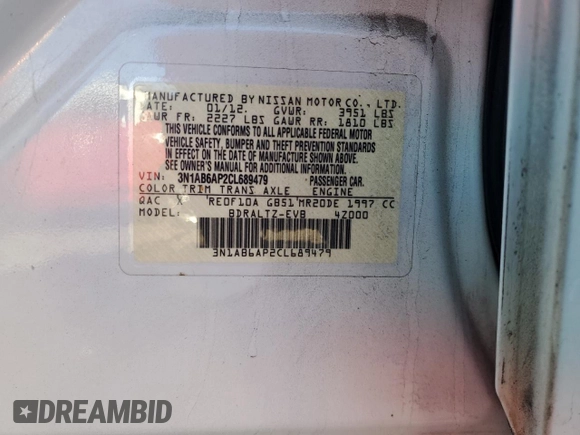 MANUFACTURED BY NISSAN MOTOR CO., LTD.
DATE: 01/12. GVWR: 3951 LBS
GAWR FR: 2227 LBS GAWR RR: 1810 LBS
THIS VEHICLE CONFORMS TO ALL APPLICABLE FEDERAL MOTOR
VEHICLE SAFETY, BUMPER AND THEFT PREVENTION STANDARDS
IN EFFECT ON THE DATE OF MANUFACTURE SHOWN ABOVE.
SEE OWNER'S MANUAL FOR ADDITIONAL INFORMATION.
VIN: 3N1AB6AP2CL689479 PASSENGER CAR.
COLOR TRIM TRANS AXLE ENGINE
QAC X RE0F10A GB51 MR20DE 1997 CC
MODEL: BDRALTZ-EVB 4Z000
3N1AB6AP2CL689479
DREAMBID